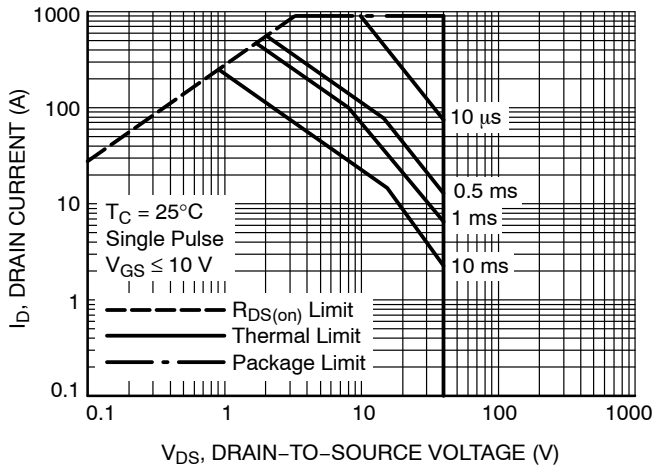 1000
100
10
1
0.1
I_D, DRAIN CURRENT (A)
10 μs
0.5 ms
1 ms
10 ms
T_C = 25°C
Single Pulse
V_GS ≤ 10 V
R_DS(on) Limit
Thermal Limit
Package Limit
0.1 1 10 100 1000
V_DS, DRAIN−TO−SOURCE VOLTAGE (V)